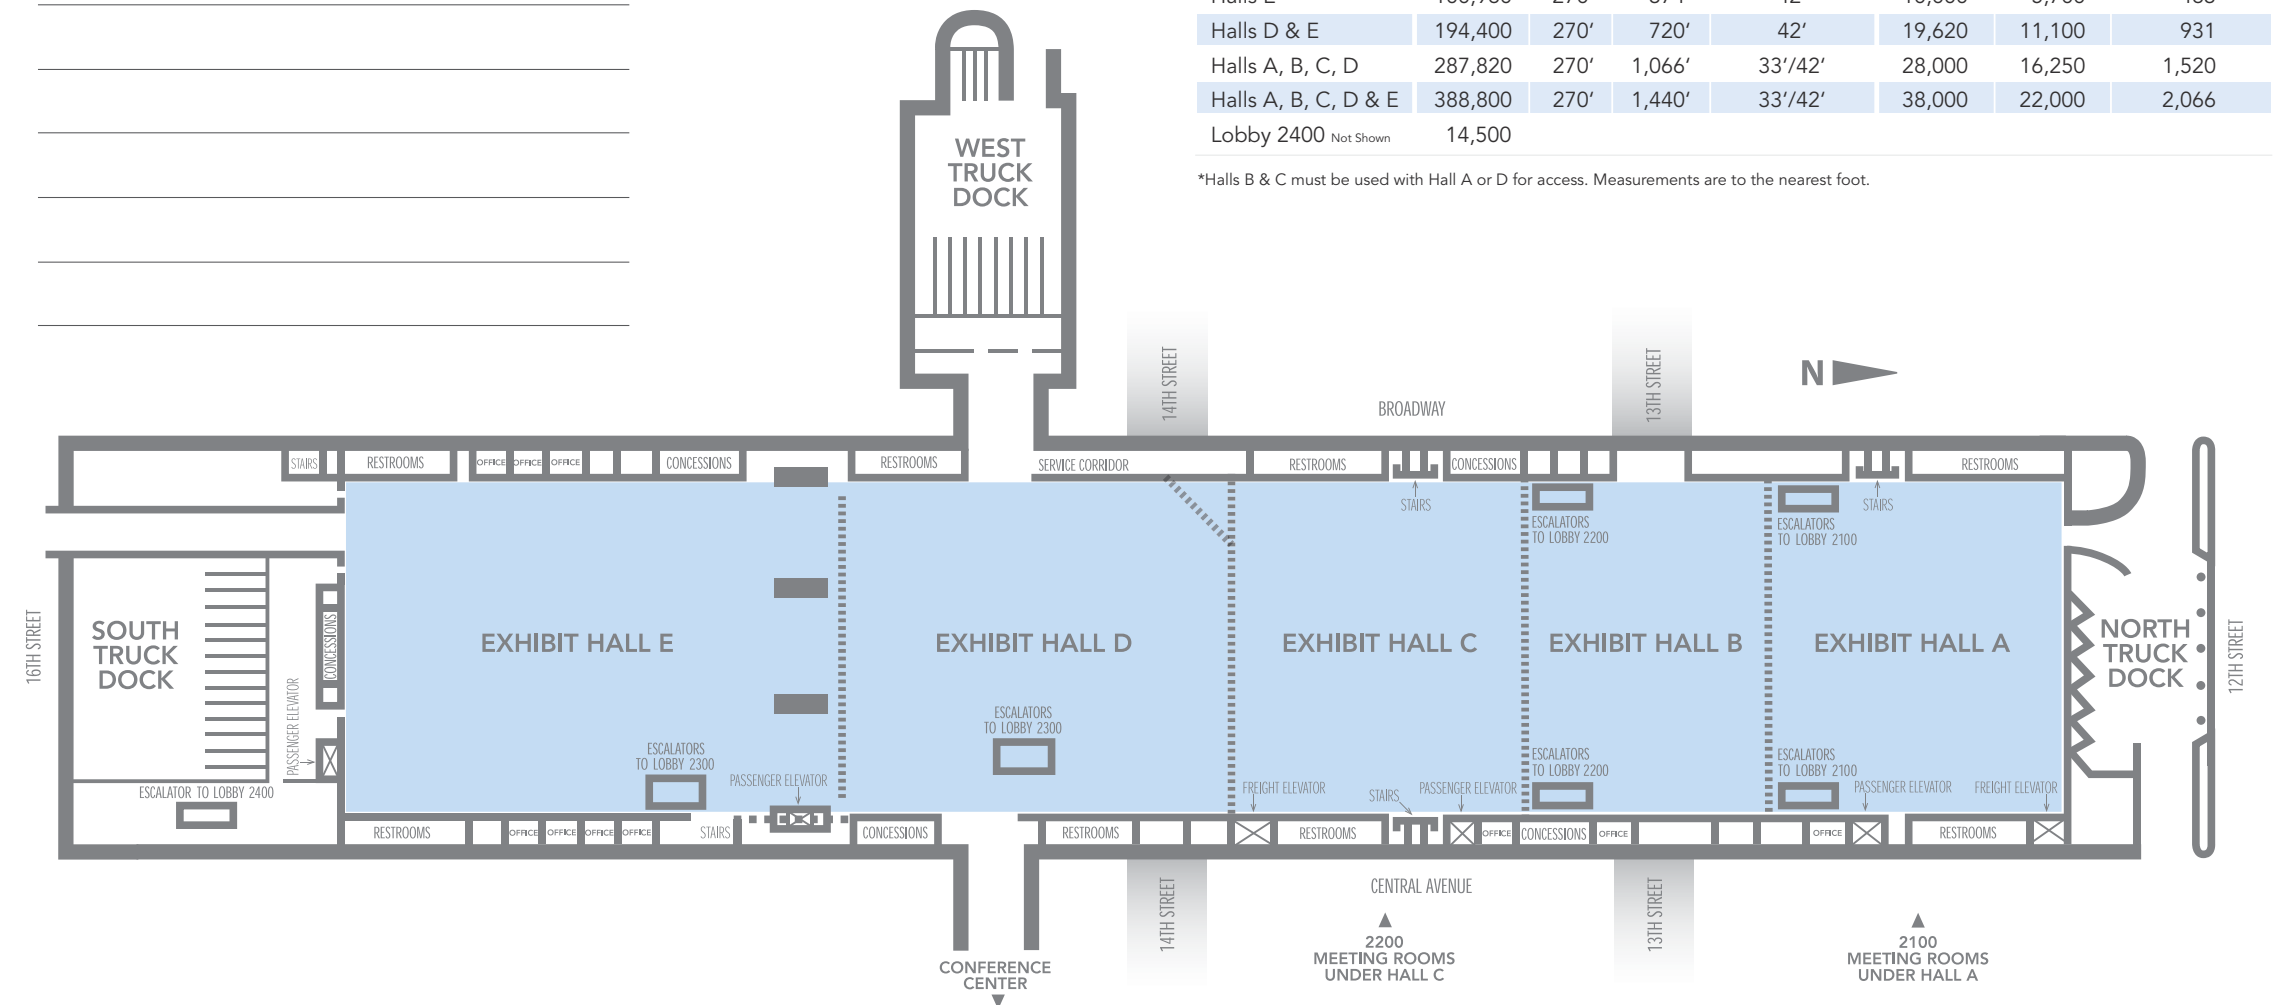 Halls D & E 194,400 270' 720' 42' 19,620 11,100 931
Halls A, B, C, D 287,820 270' 1,066' 33'/42' 28,000 16,250 1,520
Halls A, B, C, D & E 388,800 270' 1,440' 33'/42' 38,000 22,000 2,066
Lobby 2400 Not Shown 14,500
*Halls B & C must be used with Hall A or D for access. Measurements are to the nearest foot.
WEST
TRUCK
DOCK
14TH STREET
13TH STREET
N
BROADWAY
STAIRS
RESTROOMS
OFFICE
OFFICE
OFFICE
CONCESSIONS
RESTROOMS
SERVICE CORRIDOR
RESTROOMS
CONCESSIONS
RESTROOMS
STAIRS
STAIRS
ESCALATORS
TO LOBBY 2200
ESCALATORS
TO LOBBY 2100
16TH STREET
SOUTH
TRUCK
DOCK
CONCESSIONS
PASSENGER ELEVATOR
EXHIBIT HALL E
EXHIBIT HALL D
EXHIBIT HALL C
EXHIBIT HALL B
EXHIBIT HALL A
NORTH
TRUCK
DOCK
12TH STREET
ESCALATORS
TO LOBBY 2300
ESCALATORS
TO LOBBY 2300
ESCALATORS
TO LOBBY 2200
ESCALATORS
TO LOBBY 2100
ESCALATOR TO LOBBY 2400
PASSENGER ELEVATOR
FREIGHT ELEVATOR
STAIRS
PASSENGER ELEVATOR
PASSENGER ELEVATOR
FREIGHT ELEVATOR
RESTROOMS
OFFICE
OFFICE
OFFICE
OFFICE
STAIRS
CONCESSIONS
RESTROOMS
RESTROOMS
OFFICE
CONCESSIONS
OFFICE
OFFICE
RESTROOMS
14TH STREET
CENTRAL AVENUE
13TH STREET
2200
MEETING ROOMS
UNDER HALL C
2100
MEETING ROOMS
UNDER HALL A
CONFERENCE
CENTER